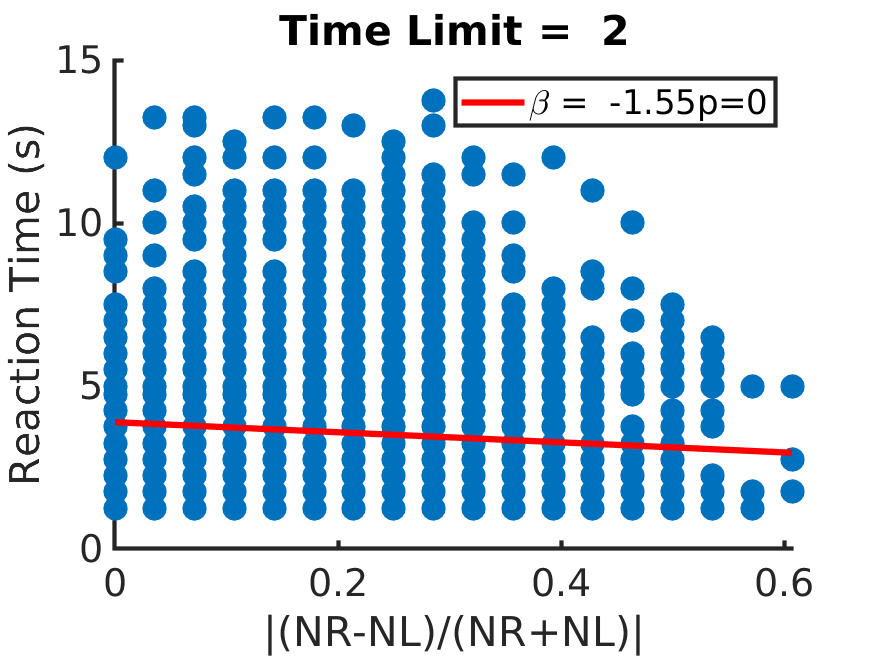 Time Limit =  2
β =  -1.55p=0
Reaction Time (s)
15
10
5
0
0 0.2 0.4 0.6
|(NR-NL)/(NR+NL)|